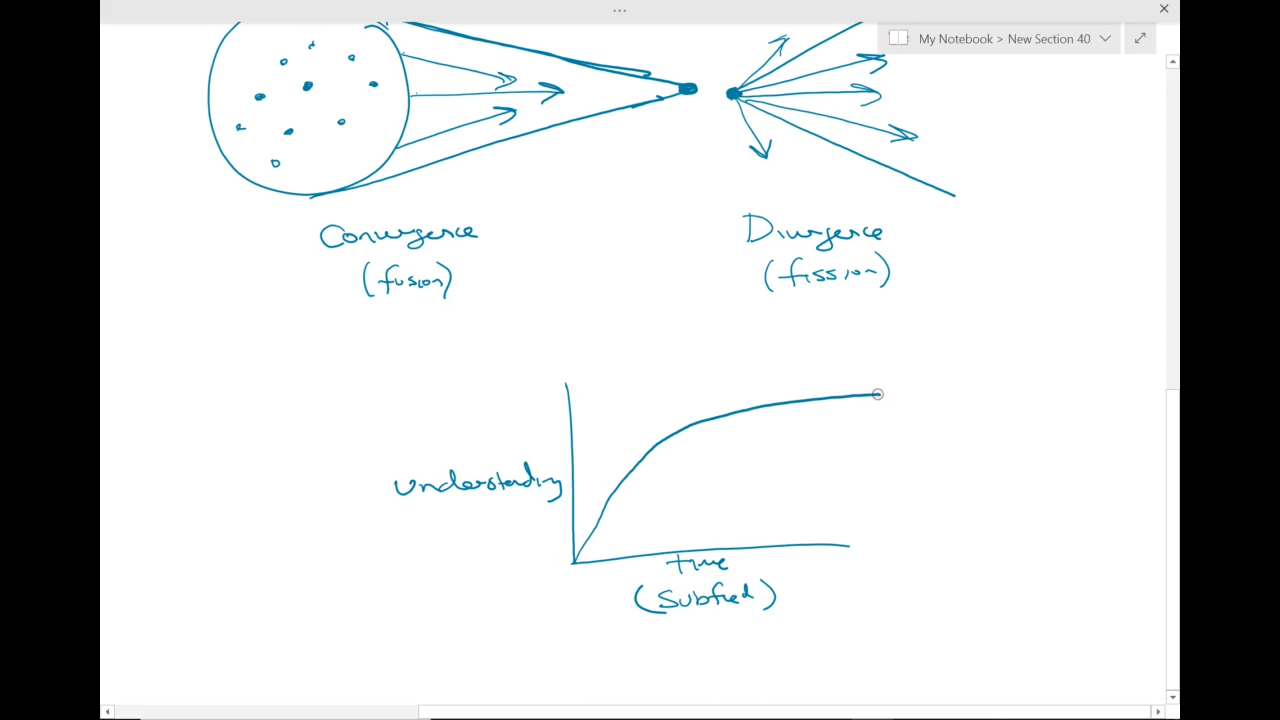 ...
My Notebook > New Section 40
Convergence
(fusion)
Divergence
(fission)
understanding
time
(Subfield)